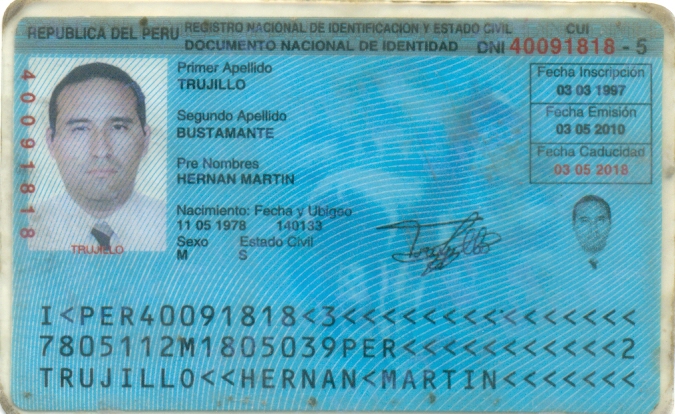 REPUBLICA DEL PERU
REGISTRO NACIONAL DE IDENTIFICACION Y ESTADO CIVIL
CUI
DOCUMENTO NACIONAL DE IDENTIDAD DNI 40091818 - 5
40091818
TRUJILLO
Primer Apellido
TRUJILLO
Segundo Apellido
BUSTAMANTE
Pre Nombres
HERNAN MARTIN
Nacimiento: Fecha y Ubigeo
11 05 1978 140133
Sexo Estado Civil
M S
Fecha Inscripción
03 03 1997
Fecha Emisión
03 05 2010
Fecha Caducidad
03 05 2018
Trujillo
I<PER40091818<3<<<<<<<<<<<<<<<
7805112M1805039PER<<<<<<<<<<<2
TRUJILLO<<HERNAN<MARTIN<<<<<<<